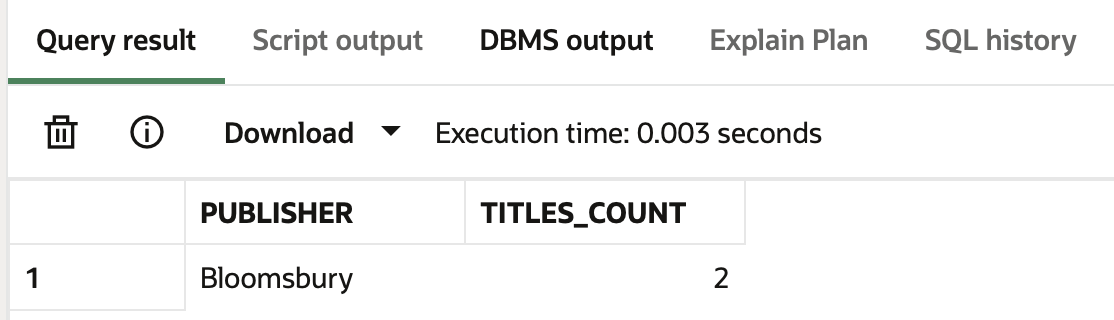 Query result Script output DBMS output Explain Plan SQL history
Download Execution time: 0.003 seconds
PUBLISHER TITLES_COUNT
1 Bloomsbury 2